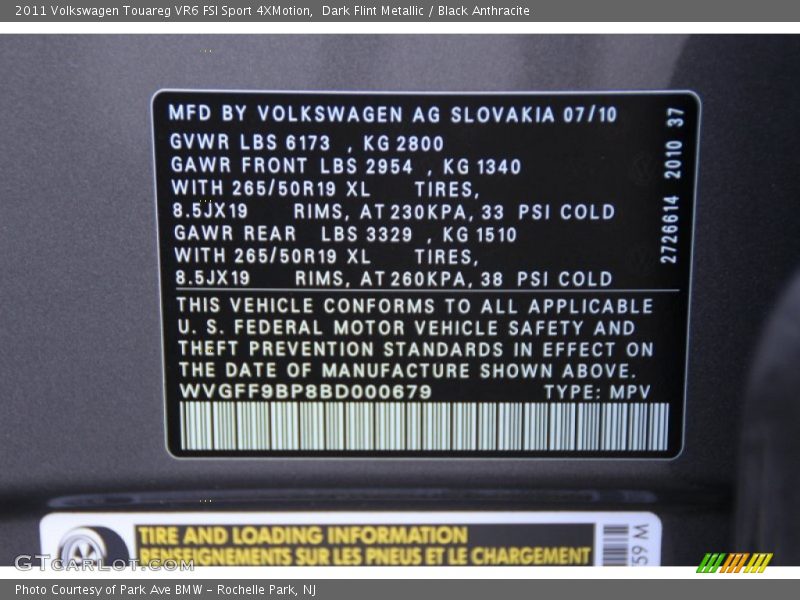 2011 Volkswagen Touareg VR6 FSI Sport 4XMotion,  Dark Flint Metallic / Black Anthracite
MFD BY VOLKSWAGEN AG SLOVAKIA 07/10
GVWR LBS 6173 , KG 2800
GAWR FRONT LBS 2954 , KG 1340
WITH 265/50R19 XL TIRES,
8.5JX19 RIMS, AT 230KPA, 33 PSI COLD
GAWR REAR LBS 3329 , KG 1510
WITH 265/50R19 XL TIRES,
8.5JX19 RIMS, AT 260KPA, 38 PSI COLD
THIS VEHICLE CONFORMS TO ALL APPLICABLE
U. S. FEDERAL MOTOR VEHICLE SAFETY AND
THEFT PREVENTION STANDARDS IN EFFECT ON
THE DATE OF MANUFACTURE SHOWN ABOVE.
WVGFF9BP8BD000679 TYPE: MPV
2726614 2010 37
TIRE AND LOADING INFORMATION
RENSEIGNEMENTS SUR LES PNEUS ET LE CHARGEMENT
59 M
GTCarLot.com
Photo Courtesy of Park Ave BMW - Rochelle Park, NJ